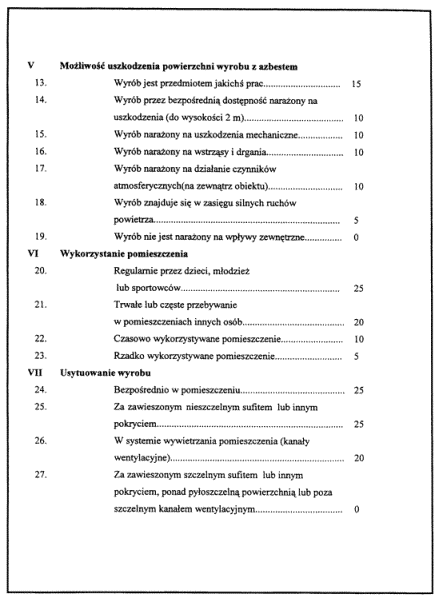 V Możliwość uszkodzenia powierzchni wyrobu z azbestem
13. Wyrób jest przedmiotem jakichś prac................................ 15
14. Wyrób przez bezpośrednią dostępność narażony na
uszkodzenia (do wysokości 2 m)........................................ 10
15. Wyrób narażony na uszkodzenia mechaniczne.................. 10
16. Wyrób narażony na wstrząsy i drgania............................... 10
17. Wyrób narażony na działanie czynników
atmosferycznych(na zewnątrz obiektu)............................... 10
18. Wyrób znajduje się w zasięgu silnych ruchów
powietrza............................................................................. 5
19. Wyrób nie jest narażony na wpływy zewnętrzne............... 0
VI Wykorzystanie pomieszczenia
20. Regularnie przez dzieci, młodzież
lub sportowców................................................................. 25
21. Trwałe lub częste przebywanie
w pomieszczeniach innych osób......................................... 20
22. Czasowo wykorzystywane pomieszczenie......................... 10
23. Rzadko wykorzystywane pomieszczenie........................... 5
VII Usytuowanie wyrobu
24. Bezpośrednio w pomieszczeniu.......................................... 25
25. Za zawieszonym nieszczelnym sufitem lub innym
pokryciem............................................................................ 25
26. W systemie wywietrzania pomieszczenia (kanały
wentylacyjne)...................................................................... 20
27. Za zawieszonym szczelnym sufitem lub innym
pokryciem, ponad pyłoszczelną powierzchnią lub poza
szczelnym kanałem wentylacyjnym................................... 0